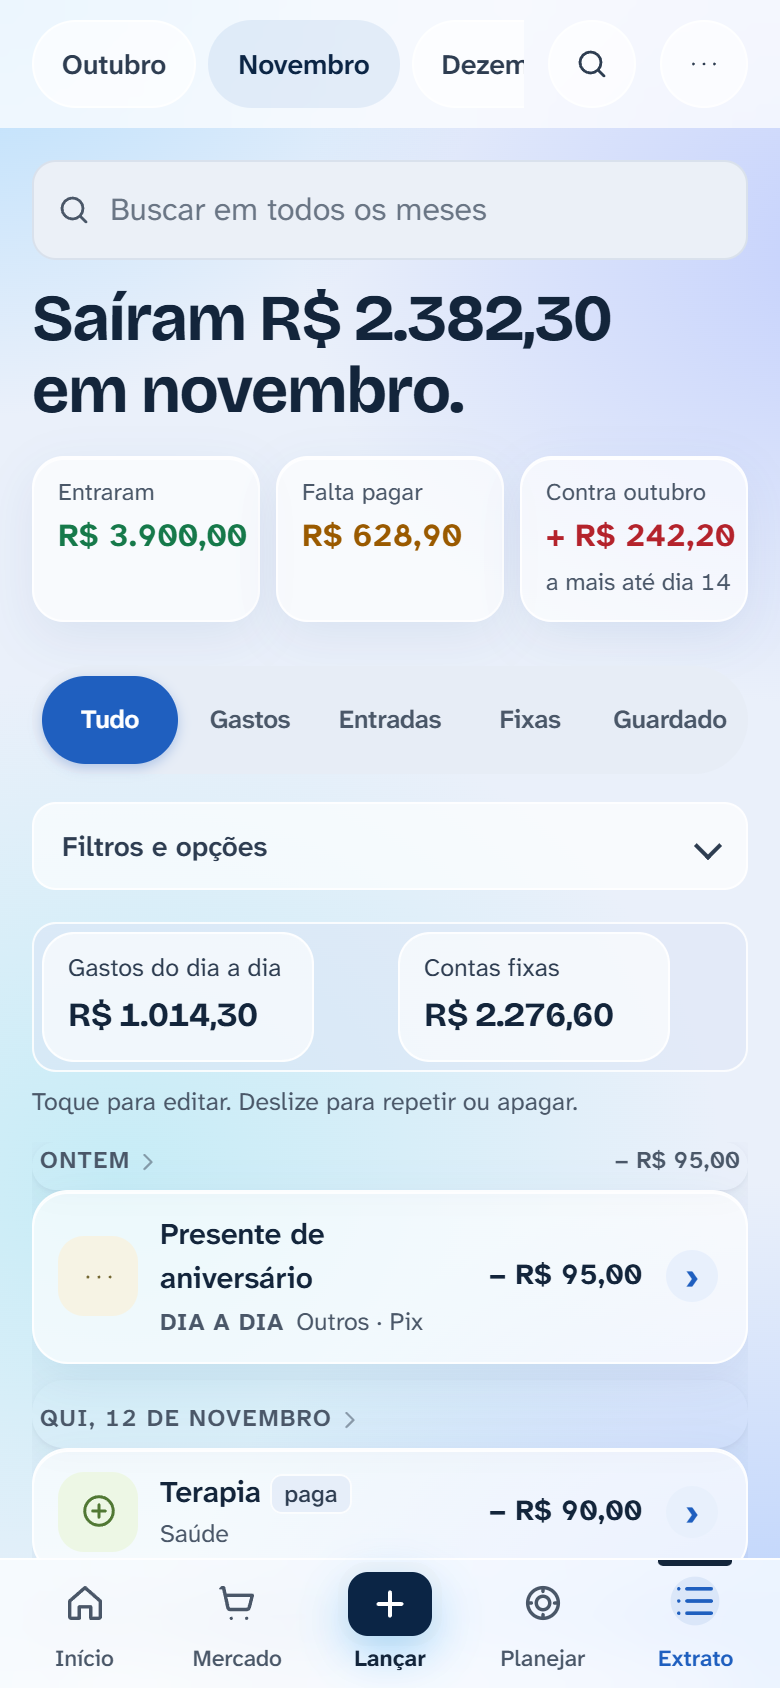 Outubro
Novembro
Dezem
Buscar em todos os meses
Saíram R$ 2.382,30
em novembro.
Entraram
R$ 3.900,00
Falta pagar
R$ 628,90
Contra outubro
+ R$ 242,20
a mais até dia 14
Tudo
Gastos
Entradas
Fixas
Guardado
Filtros e opções
Gastos do dia a dia
R$ 1.014,30
Contas fixas
R$ 2.276,60
Toque para editar. Deslize para repetir ou apagar.
ONTEM
– R$ 95,00
Presente de
aniversário
– R$ 95,00
DIA A DIA Outros · Pix
QUI, 12 DE NOVEMBRO
Terapia paga
– R$ 90,00
Saúde
Início
Mercado
Lançar
Planejar
Extrato